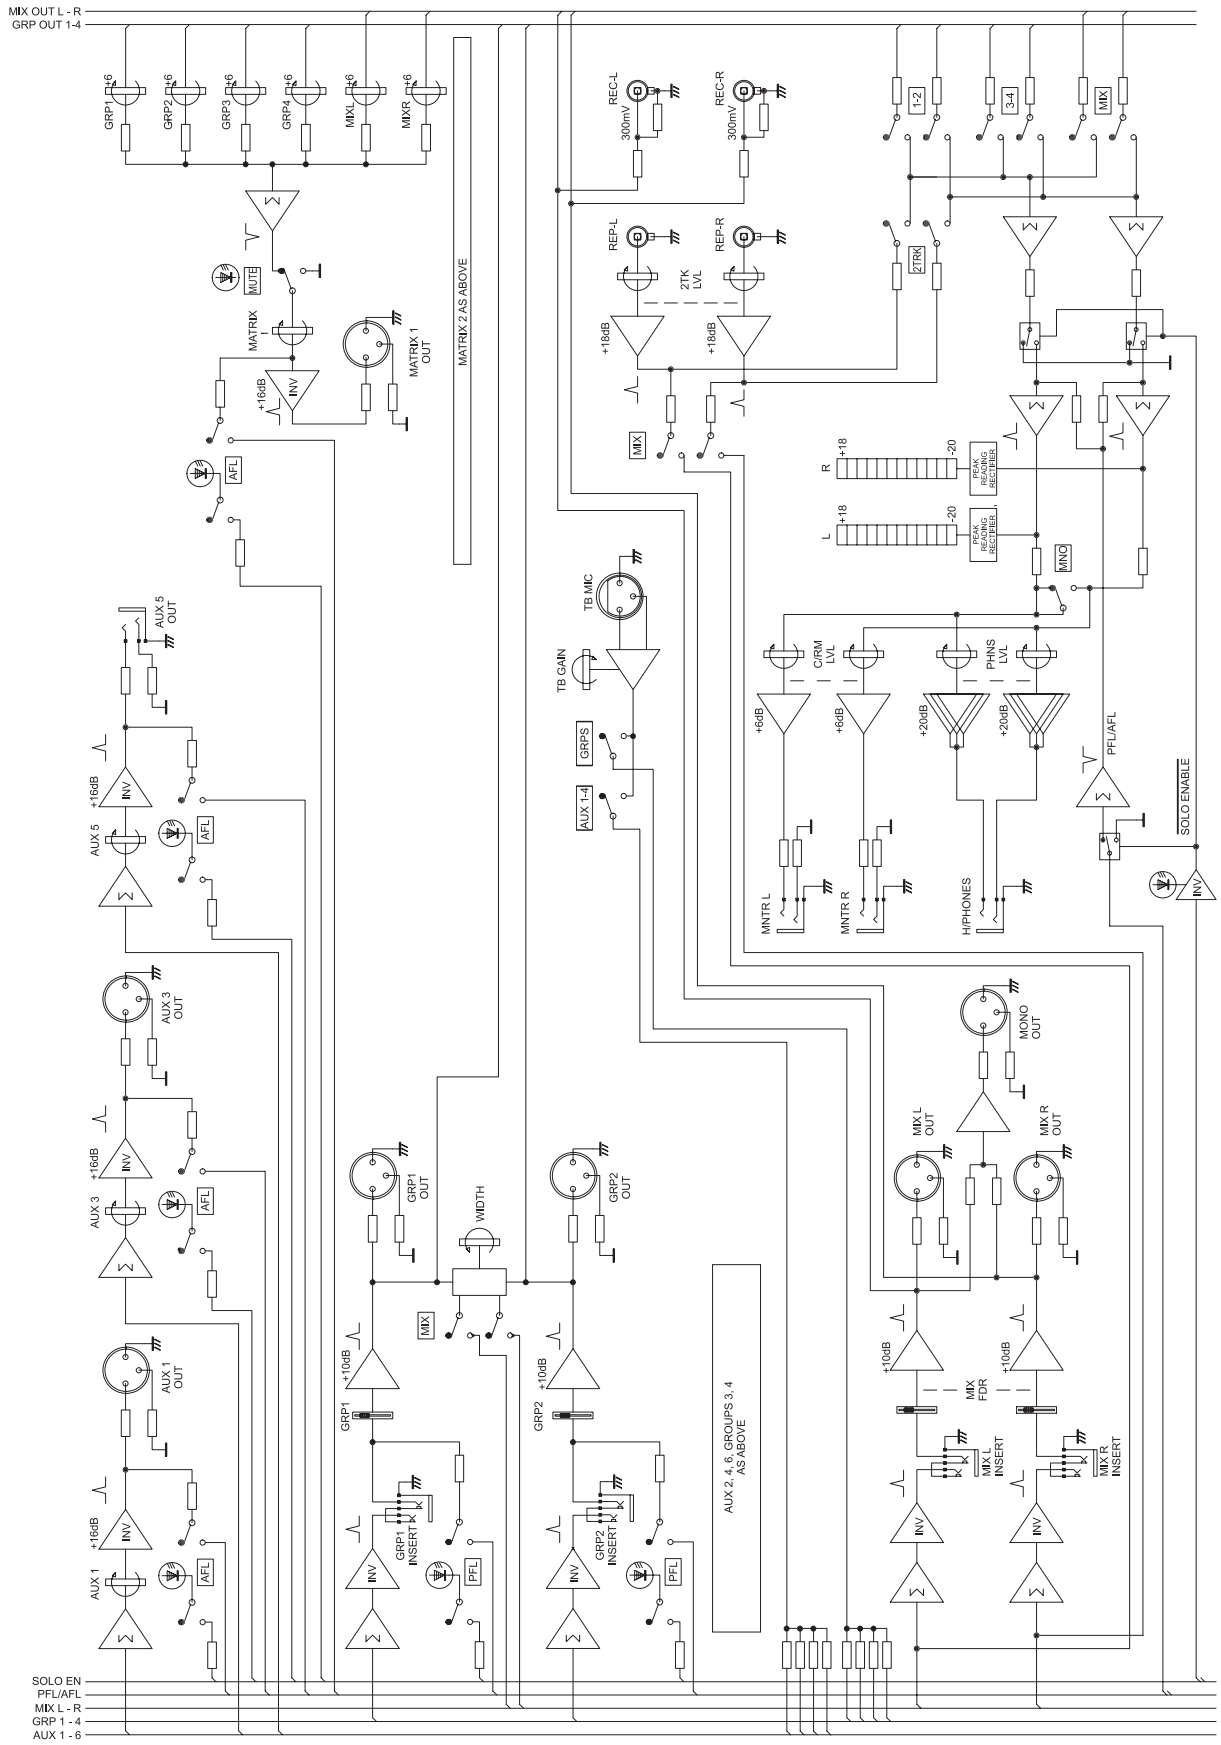 MIX OUT L - R
GRP OUT 1-4
GRP1
+6
GRP2
+6
GRP3
+6
GRP4
+6
MIXL
+6
MIXR
+6
Σ
MUTE
MATRIX
1
+16dB
INV
MATRIX 1
OUT
AFL
MATRIX 2 AS ABOVE
REC-L
300mV
REC-R
300mV
REP-L
REP-R
2TK
LVL
+18dB
+18dB
MIX
1-2
3-4
MIX
2TRK
Σ
Σ
Σ
Σ
R
+18
-20
PEAK
READING
RECTIFIER
L
+18
-20
PEAK
READING
RECTIFIER
MNO
TB MIC
TB GAIN
GRPS
AUX 1-4
C/RM
LVL
PHNS
LVL
+6dB
+6dB
+20dB
+20dB
PFL/AFL
Σ
SOLO ENABLE
INV
MNTR L
MNTR R
H/PHONES
AUX 5
OUT
+16dB
INV
AUX 5
AFL
Σ
AUX 3
OUT
+16dB
INV
AUX 3
AFL
Σ
AUX 1
OUT
+16dB
INV
AUX 1
AFL
Σ
GRP1
OUT
WIDTH
GRP2
OUT
MIX
+10dB
+10dB
GRP1
GRP2
GRP1
INSERT
GRP2
INSERT
INV
INV
PFL
PFL
Σ
Σ
AUX 2, 4, 6, GROUPS 3, 4
AS ABOVE
MONO
OUT
MIX L
OUT
MIX R
OUT
+10dB
+10dB
MIX
FDR
MIX L
INSERT
MIX R
INSERT
INV
INV
Σ
Σ
SOLO EN
PFL/AFL
MIX L - R
GRP 1 - 4
AUX 1 - 6